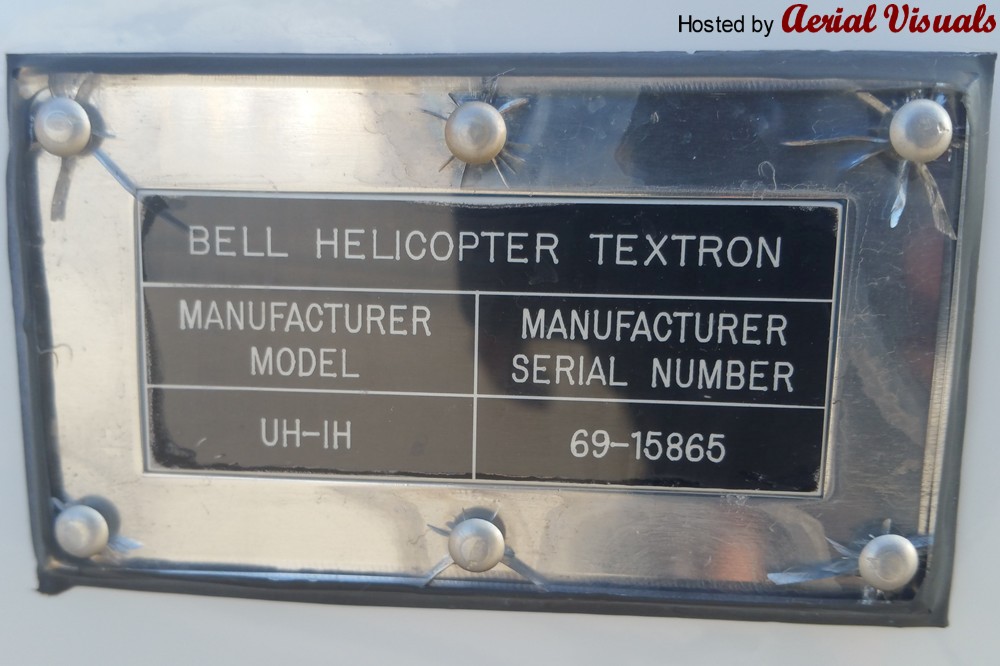 Hosted by Aerial Visuals
BELL HELICOPTER TEXTRON
MANUFACTURER
MODEL
MANUFACTURER
SERIAL NUMBER
UH-IH
69-15865